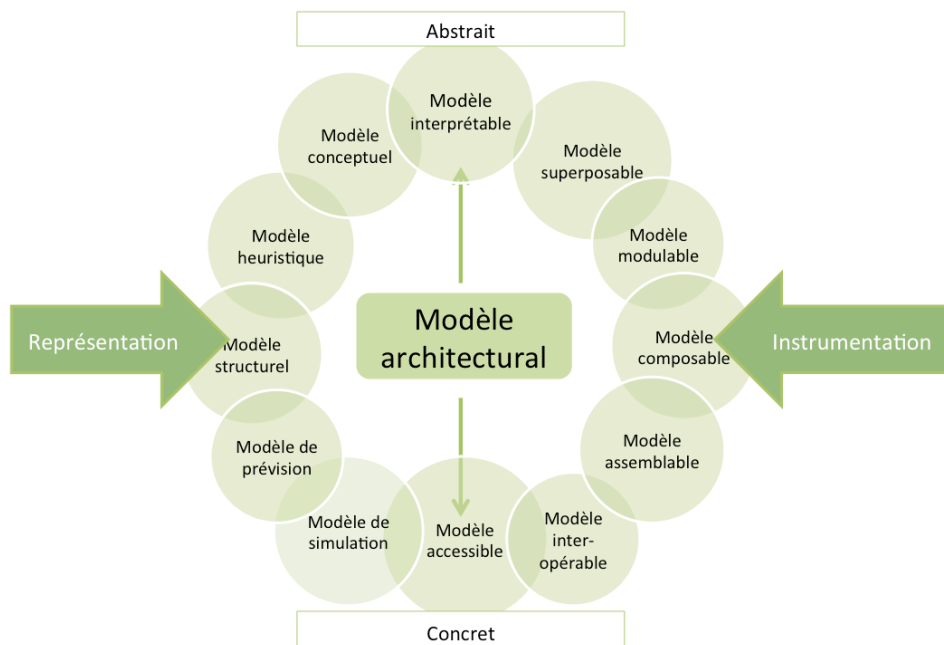 Abstrait
Modèle
interprétable
Modèle
conceptuel
Modèle
superposable
Modèle
heuristique
Modèle
modulable
Représentation
Modèle
structurel
Modèle
architectural
Modèle
composable
Instrumentation
Modèle de
prévision
Modèle
assemblable
Modèle de
simulation
Modèle
accessible
Modèle
inter-
opérable
Concret